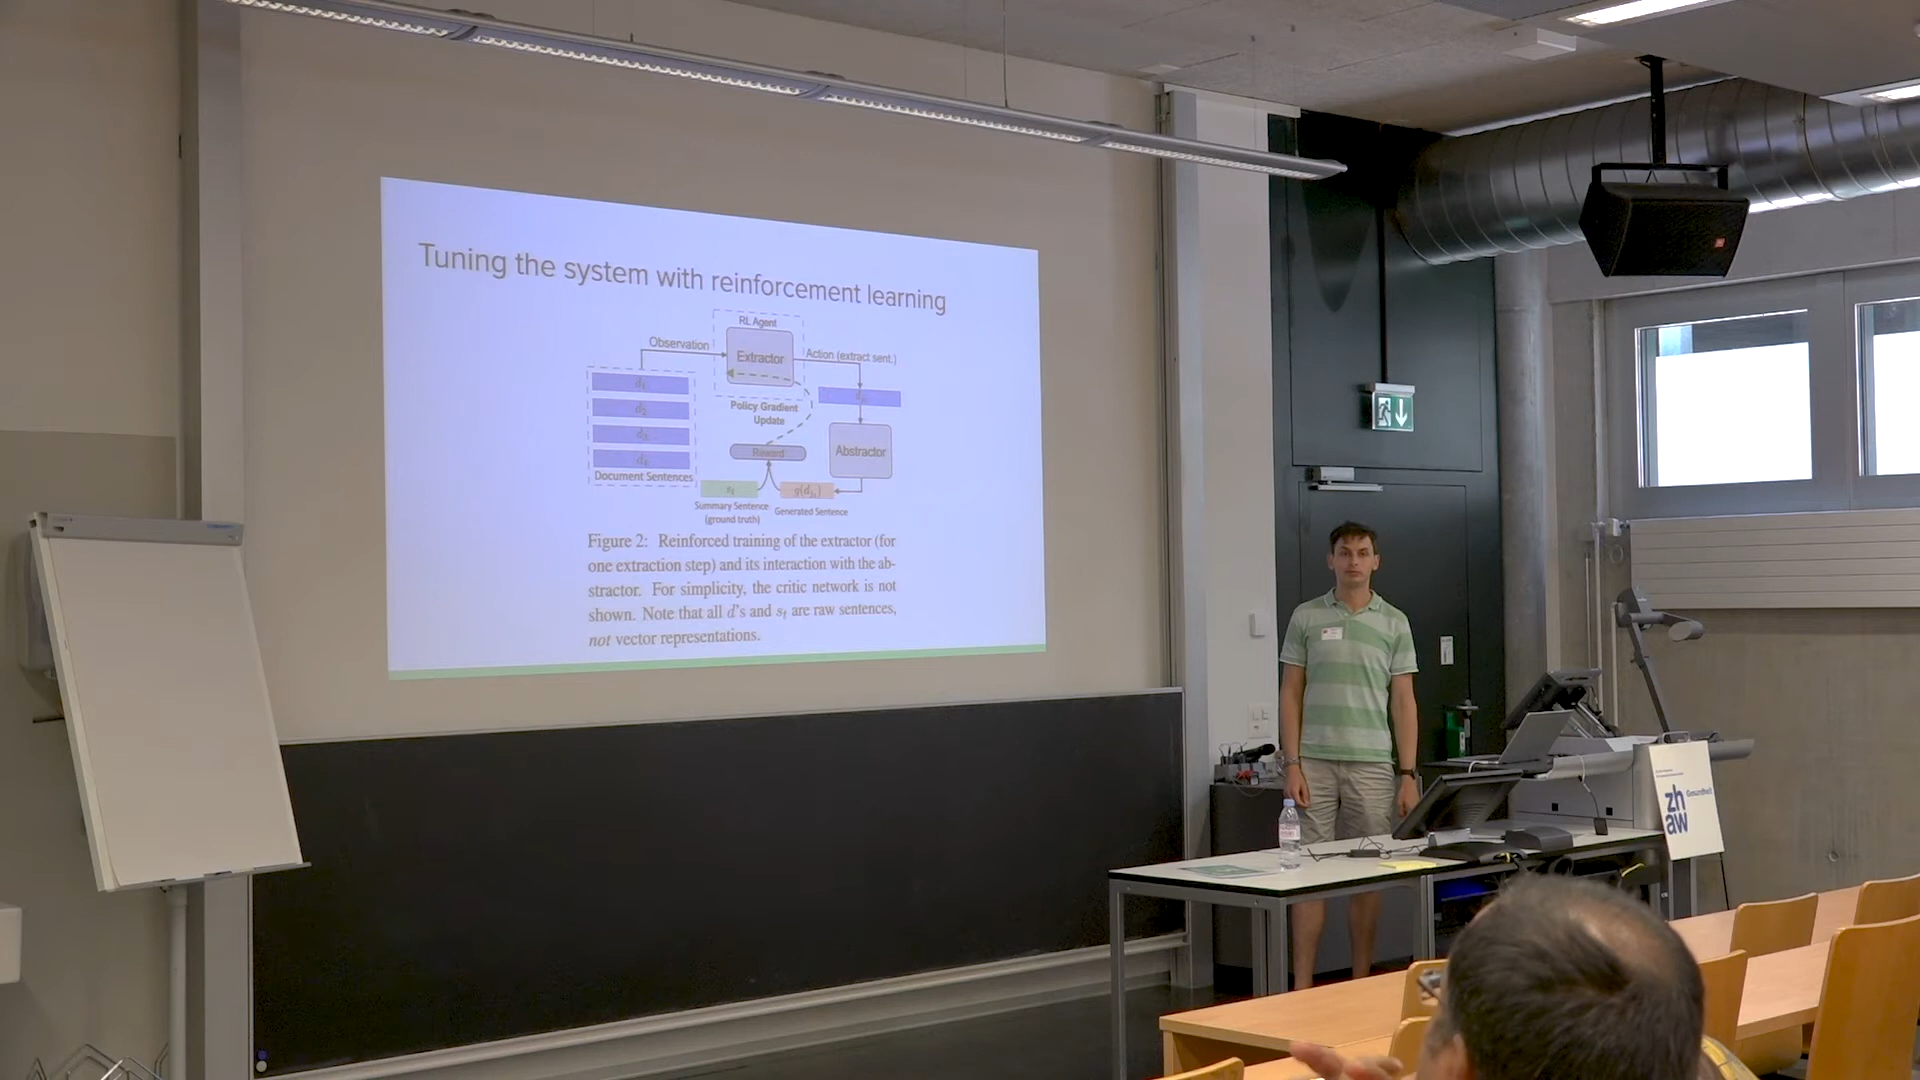 Tuning the system with reinforcement learning
RL Agent
Observation
Extractor
Action (extract sent.)
Policy Gradient
Update
Reward
Abstractor
Document Sentences
Summary Sentence
(ground truth)
Generated Sentence
Figure 2: Reinforced training of the extractor (for
one extraction step) and its interaction with the ab-
stractor. For simplicity, the critic network is not
shown. Note that all d's and sₜ are raw sentences,
not vector representations.
zh
aw
Gesundheit